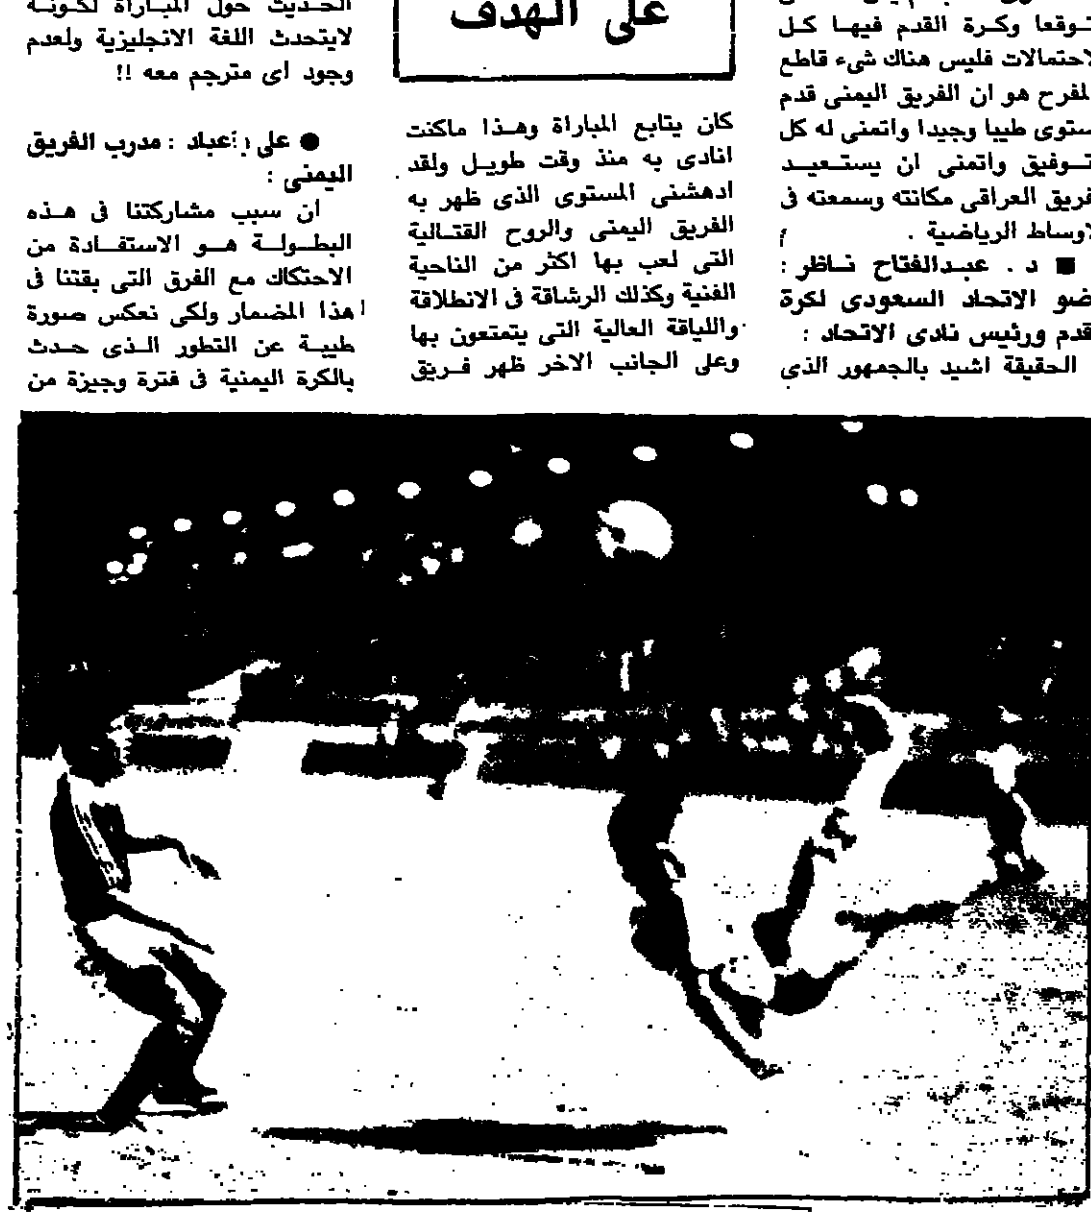 توقعا وكرة القدم فيها كل
لاحتمالات فليس هناك شىء قاطع
لمفرح هو ان الفريق اليمنى قدم
ستوى طيبا وجيدا واتمنى له كل
توفيق واتمنى ان يستعيد
فريق العراقى مكانته وسمعته فى
لاوساط الرياضية .
■ د . عبدالفتاح ناظر :
ضو الاتحاد السعودى لكرة
قدم ورئيس نادى الاتحاد :
الحقيقة اشيد بالجمهور الذى
على الهدف
كان يتابع المباراة وهذا ماكنت
انادى به منذ وقت طويل ولقد
ادهشنى المستوى الذى ظهر به
الفريق اليمنى والروح القتالية
التى لعب بها اكثر من الناحية
الفنية وكذلك الرشاقة فى الانطلاقة
واللياقة العالية التى يتمتعون بها
وعلى الجانب الاخر ظهر فريق
الحديث حول المباراة لكونه
لايتحدث اللغة الانجليزية ولعدم
وجود اى مترجم معه !!
● على عباد : مدرب الفريق
اليمنى :
ان سبب مشاركتنا فى هذه
البطولة هو الاستفادة من
الاحتكاك مع الفرق التى بقتنا فى
هذا المضمار ولكى نعكس صورة
طيبة عن التطور الذى حدث
بالكرة اليمنية فى فترة وجيزة من